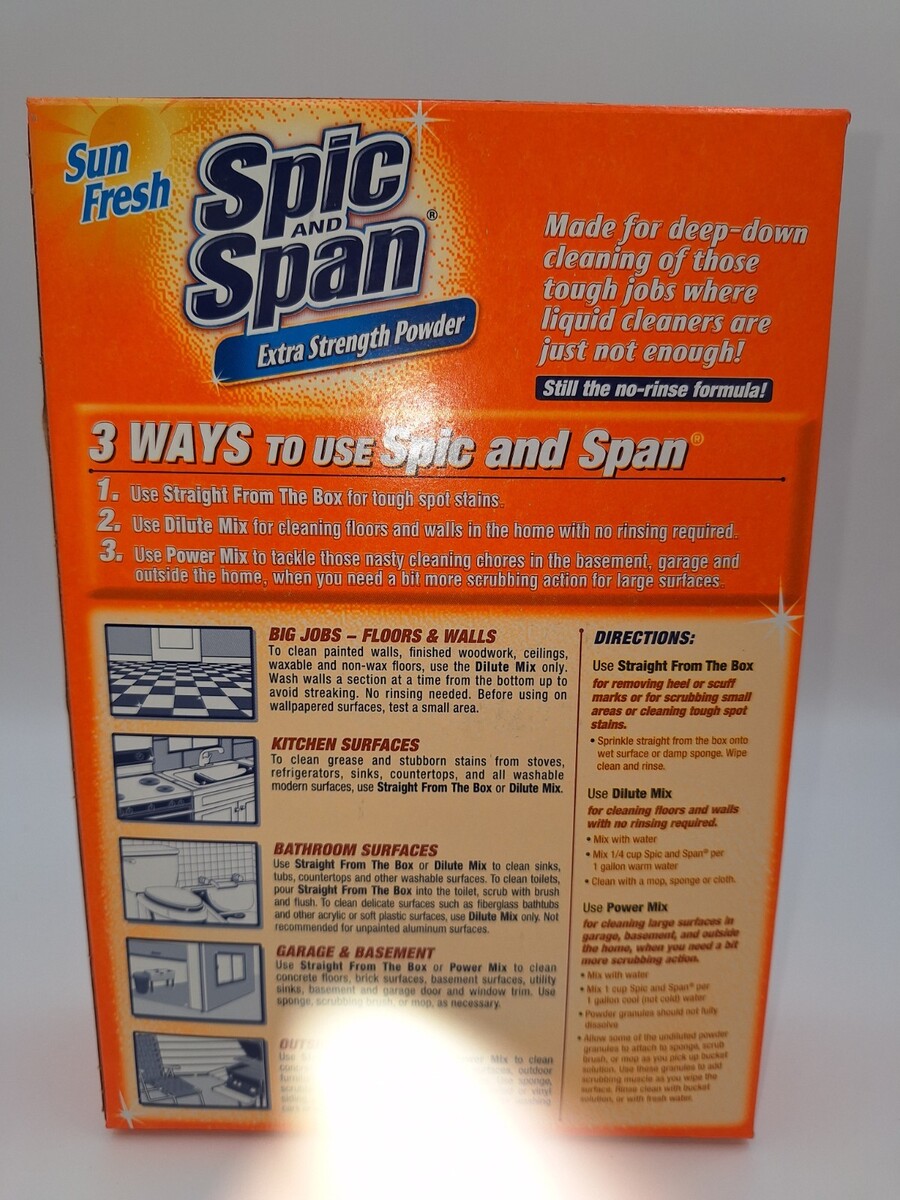 Sun
Fresh
Spic
AND
Span®
Extra Strength Powder
Made for deep-down
cleaning of those
tough jobs where
liquid cleaners are
just not enough!
Still the no-rinse formula!
3 WAYS TO USE Spic and Span®
1. Use Straight From The Box for tough spot stains.
2. Use Dilute Mix for cleaning floors and walls in the home with no rinsing required.
3. Use Power Mix to tackle those nasty cleaning chores in the basement, garage and
outside the home, when you need a bit more scrubbing action for large surfaces.
BIG JOBS – FLOORS & WALLS
To clean painted walls, finished woodwork, ceilings,
waxable and non-wax floors, use the Dilute Mix only.
Wash walls a section at a time from the bottom up to
avoid streaking. No rinsing needed. Before using on
wallpapered surfaces, test a small area.
KITCHEN SURFACES
To clean grease and stubborn stains from stoves,
refrigerators, sinks, countertops, and all washable
modern surfaces, use Straight From The Box or Dilute Mix.
BATHROOM SURFACES
Use Straight From The Box or Dilute Mix to clean sinks,
tubs, countertops and other washable surfaces. To clean toilets,
pour Straight From The Box into the toilet, scrub with brush
and flush. To clean delicate surfaces such as fiberglass bathtubs
and other acrylic or soft plastic surfaces, use Dilute Mix only. Not
recommended for unpainted aluminum surfaces.
GARAGE & BASEMENT
Use Straight From The Box or Power Mix to clean
concrete floors, brick surfaces, basement surfaces, utility
sinks, basement and garage door and window trim. Use
sponge, scrubbing brush, or mop, as necessary.
Use Mix to clean
outdoor
sponge,
or vinyl
DIRECTIONS:
Use Straight From The Box
for removing heel or scuff
marks or for scrubbing small
areas or cleaning tough spot
stains.
• Sprinkle straight from the box onto
wet surface or damp sponge. Wipe
clean and rinse.
Use Dilute Mix
for cleaning floors and walls
with no rinsing required.
• Mix with water
• Mix 1/4 cup Spic and Span® per
1 gallon warm water
• Clean with a mop, sponge or cloth.
Use Power Mix
for cleaning large surfaces in
garage, basement, and outside
the home, when you need a bit
more scrubbing action.
• Mix with water
• Mix 1 cup Spic and Span® per
1 gallon cool (not cold) water
• Powder granules should not fully
dissolve
• Allow some of the undiluted powder
granules to attach to sponge, scrub
brush, or mop as you pick up bucket
solution. Use these granules to add
scrubbing muscle as you wipe the
surface. Rinse clean with bucket
solution, or with fresh water.